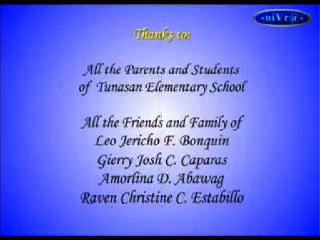 Thanks to:
-niVr@-
All the Parents and Students
of Tunasan Elementary School
All the Friends and Family of
Leo Jericho F. Bonquin
Gierry Josh C. Caparas
Amorlina D. Abawag
Raven Christine C. Estabillo